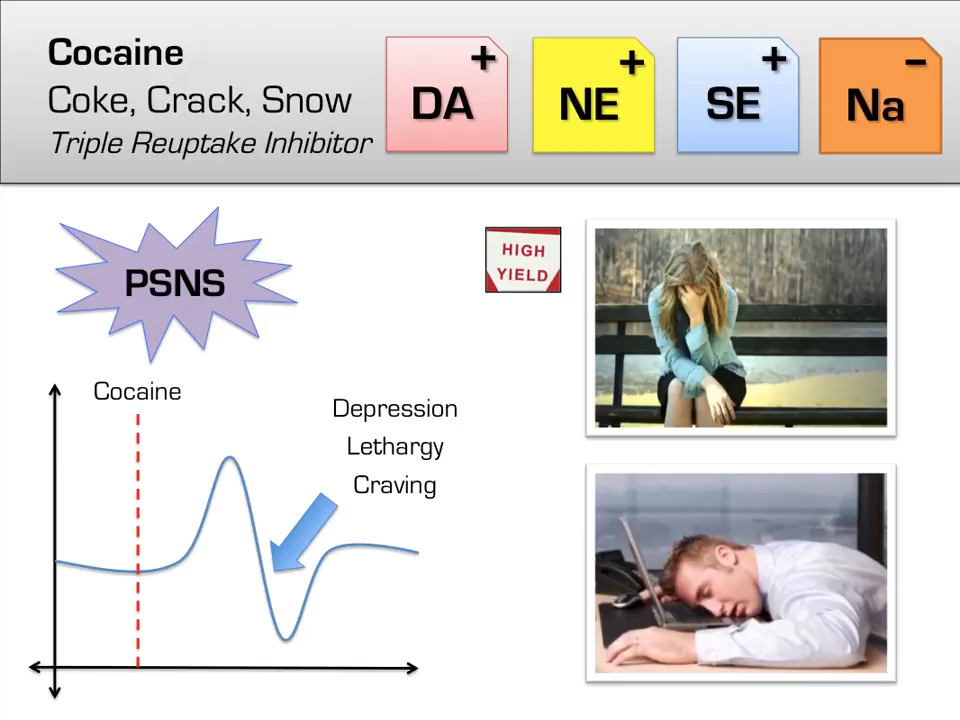 Cocaine
Coke, Crack, Snow
Triple Reuptake Inhibitor
DA +
NE +
SE +
Na –
PSNS
HIGH
YIELD
Cocaine
Depression
Lethargy
Craving